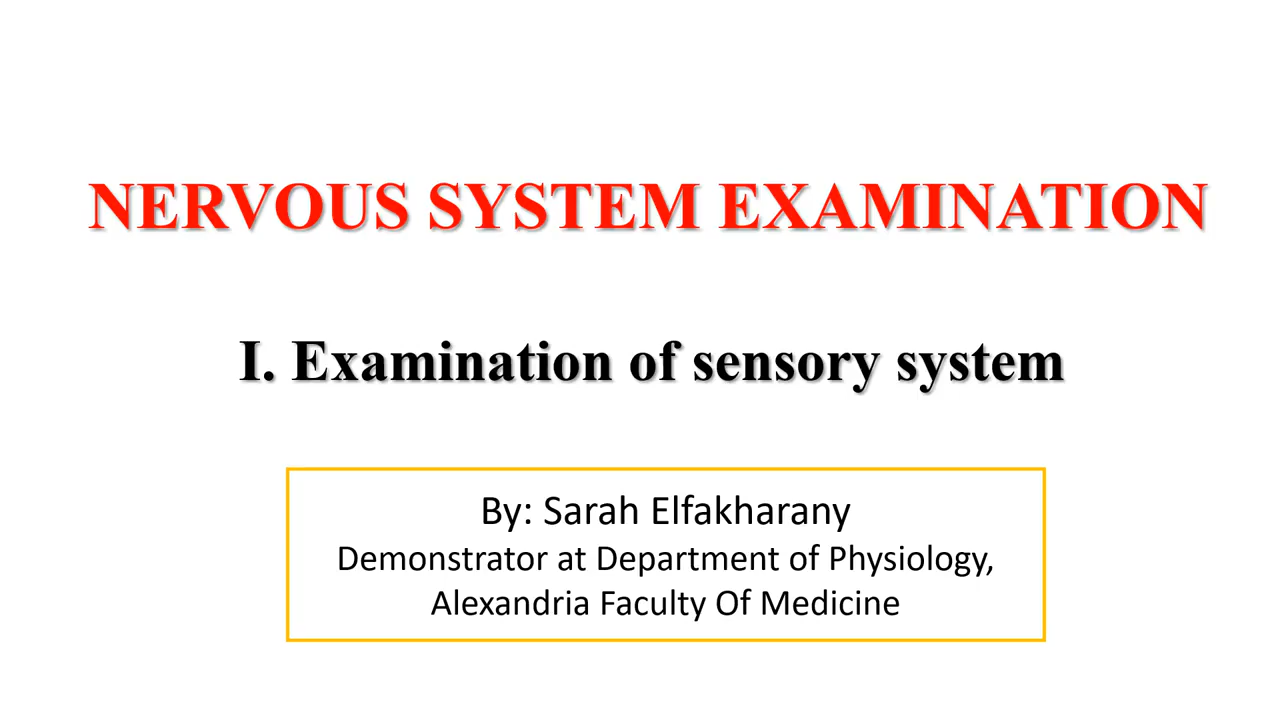 NERVOUS SYSTEM EXAMINATION
I. Examination of sensory system
By: Sarah Elfakharany
Demonstrator at Department of Physiology,
Alexandria Faculty Of Medicine